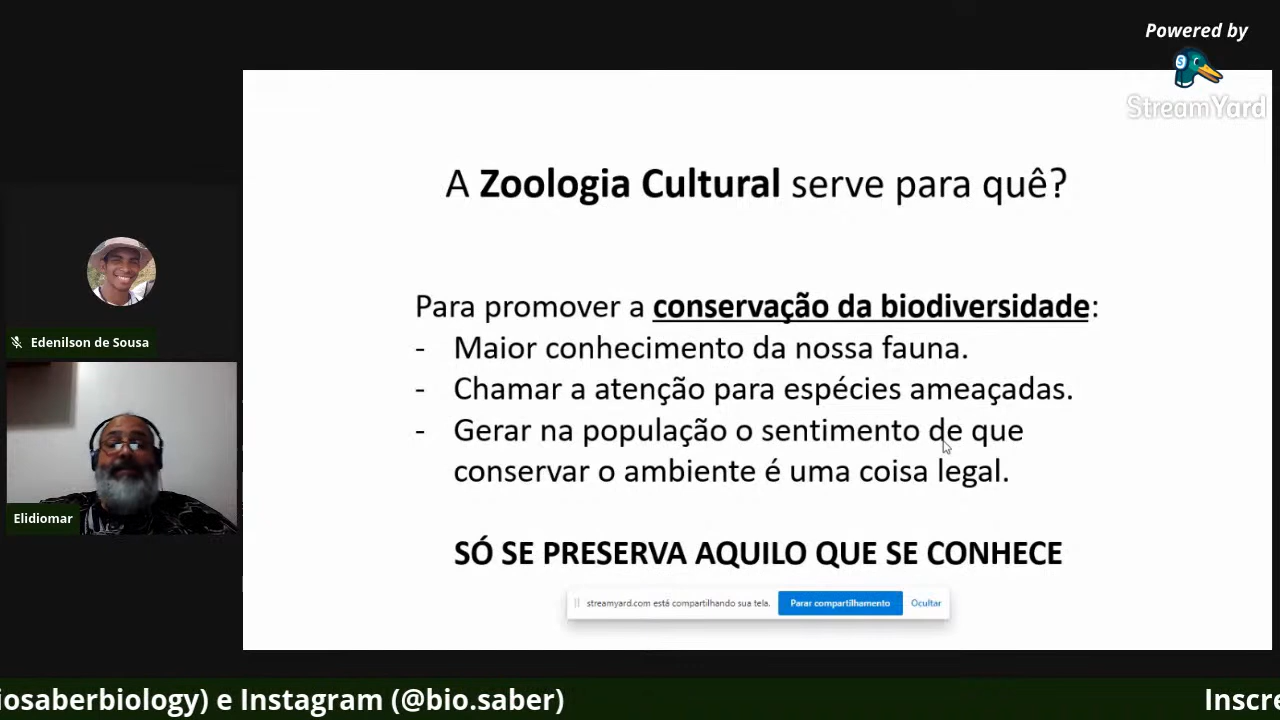 Powered by
StreamYard
A Zoologia Cultural serve para quê?
Para promover a conservação da biodiversidade:
- Maior conhecimento da nossa fauna.
- Chamar a atenção para espécies ameaçadas.
- Gerar na população o sentimento de que
conservar o ambiente é uma coisa legal.
SÓ SE PRESERVA AQUILO QUE SE CONHECE
streamyard.com está compartilhando sua tela. Parar compartilhamento Ocultar
Edenilson de Sousa
Elidiomar
iosaberbiology) e Instagram (@bio.saber) Inscre